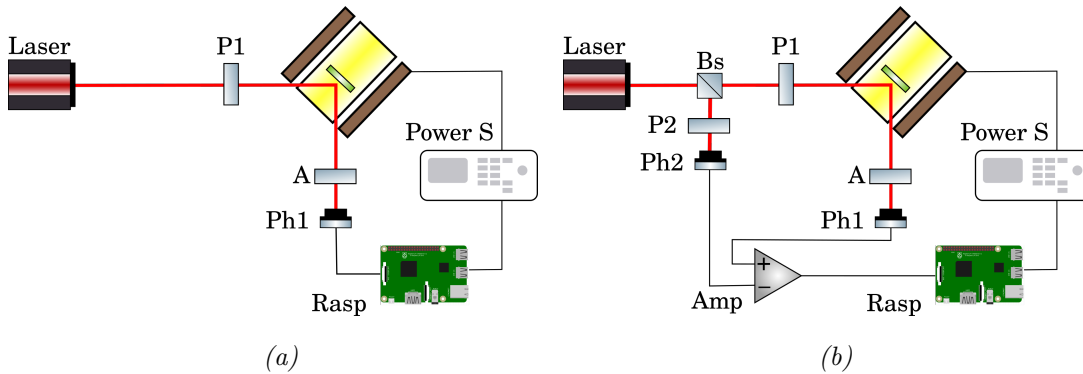 Laser
P1
Power S
A
Ph1
Rasp
(a)
Laser
Bs
P1
P2
Power S
Ph2
A
Ph1
+
−
Amp
Rasp
(b)